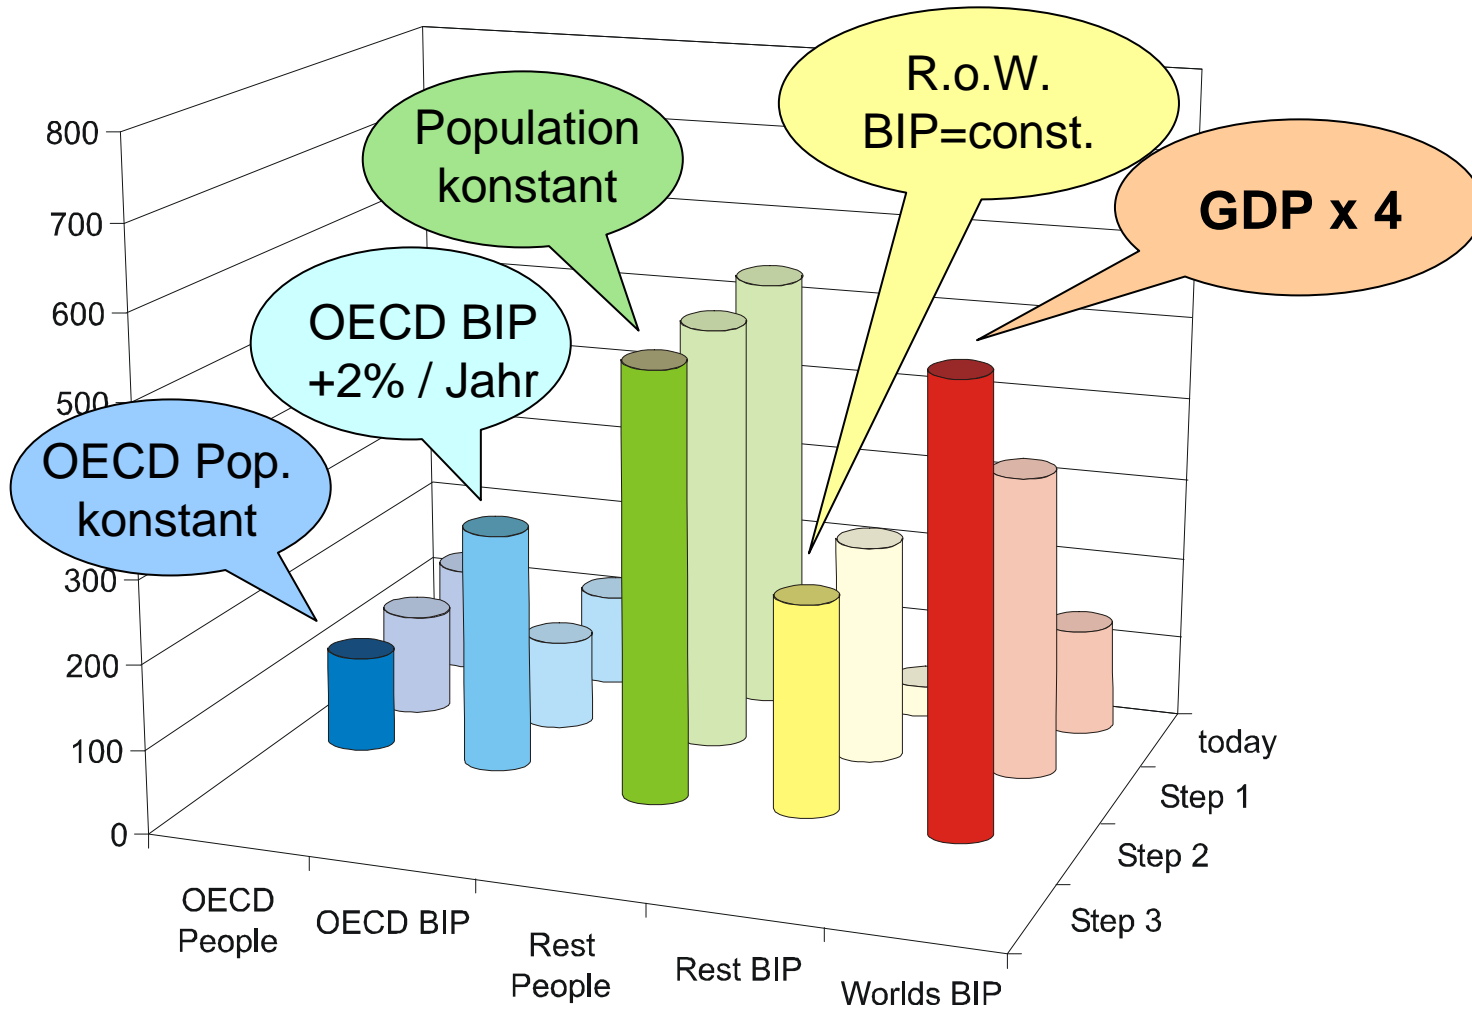 R.o.W.
BIP=const.
Population
konstant
GDP x 4
OECD BIP
+2% / Jahr
OECD Pop.
konstant
800
700
600
500
300
200
100
0
today
Step 1
Step 2
Step 3
OECD
People
OECD BIP
Rest
People
Rest BIP
Worlds BIP